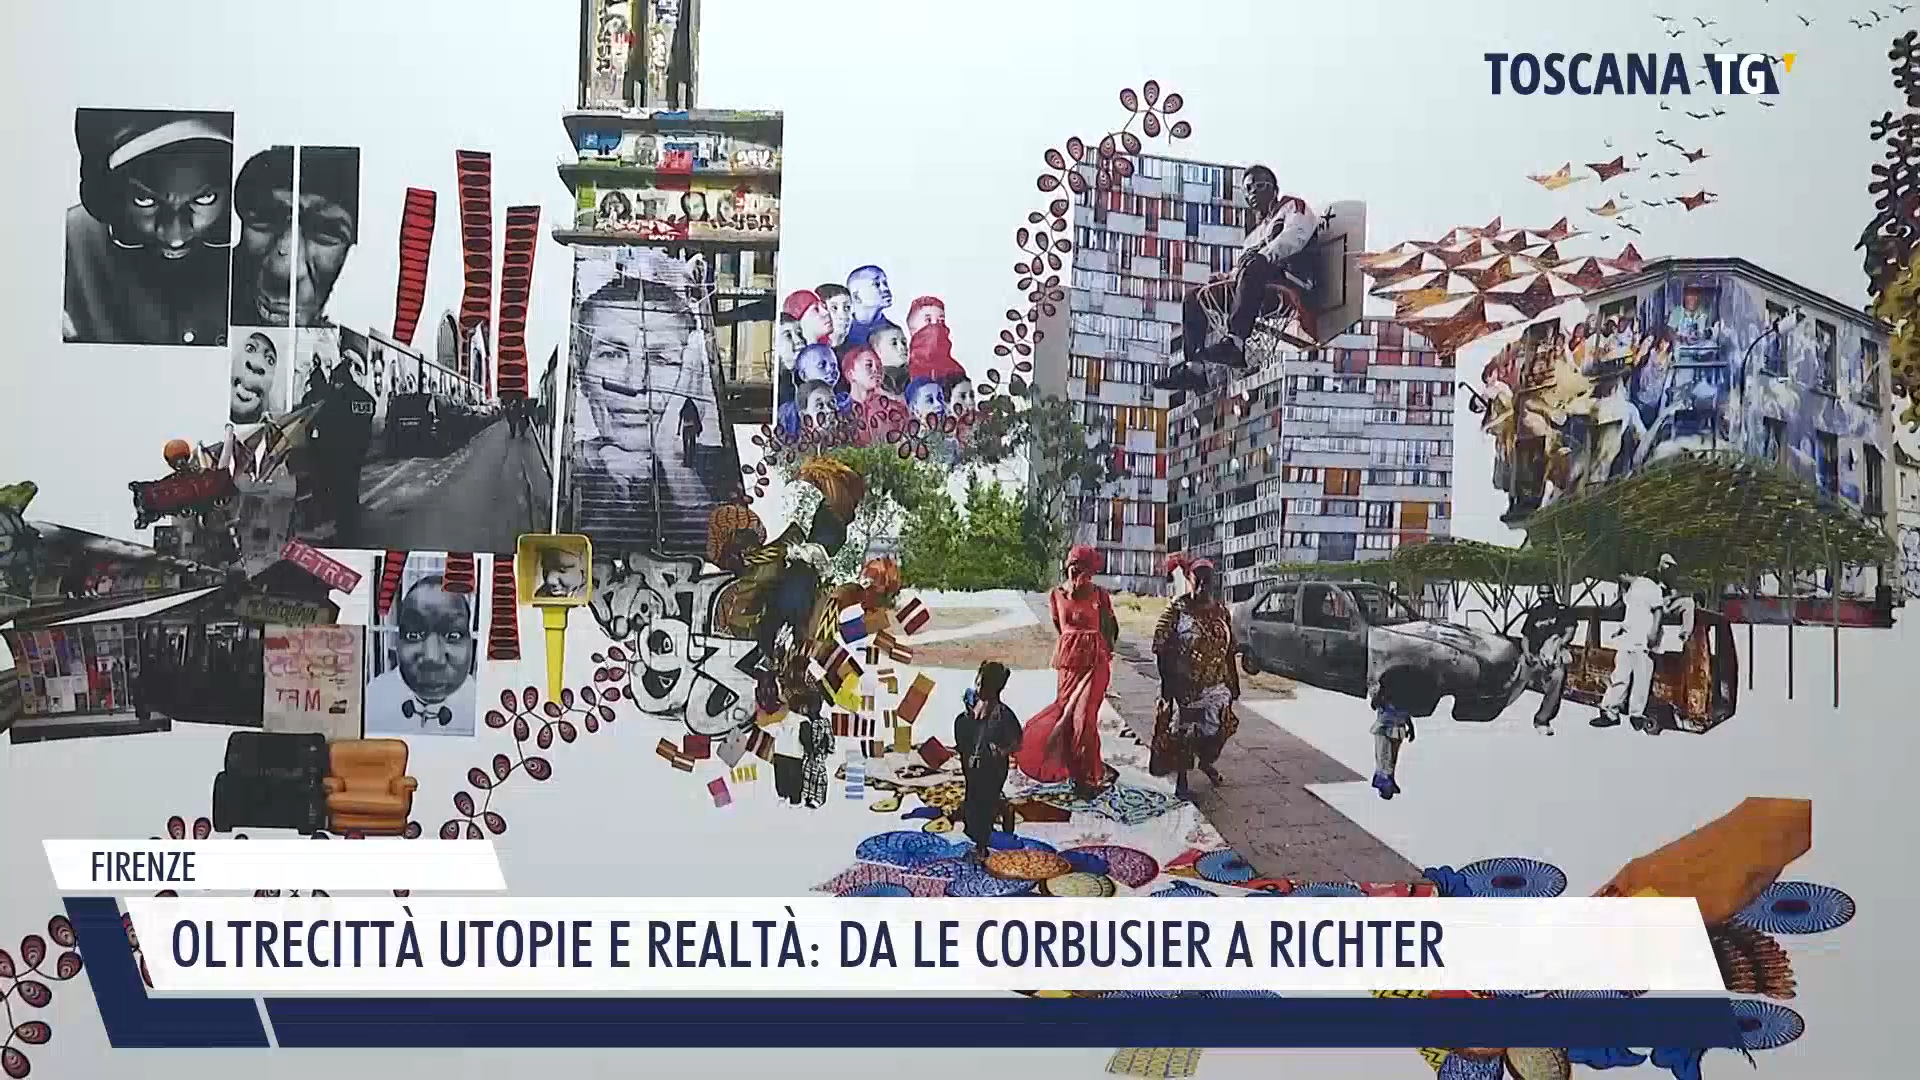 TOSCANA TG
METRO
FIRENZE
OLTRECITTÀ UTOPIE E REALTÀ: DA LE CORBUSIER A RICHTER